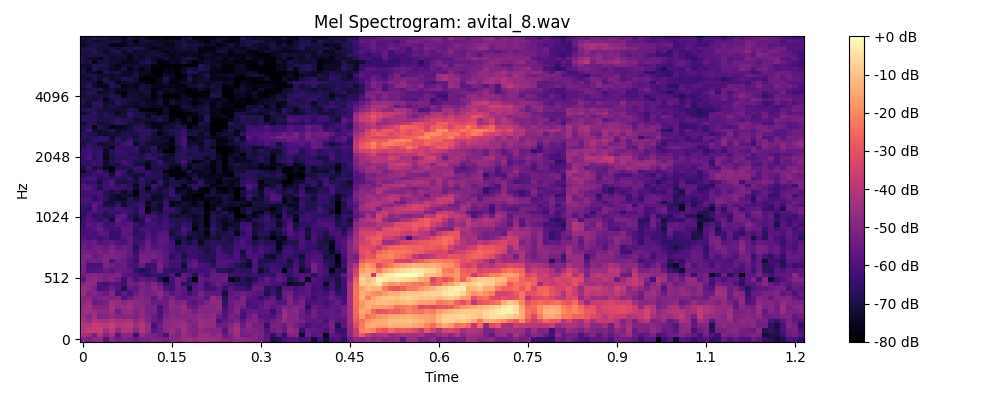 Mel Spectrogram: avital_8.wav
+0 dB
-10 dB
-20 dB
-30 dB
-40 dB
-50 dB
-60 dB
-70 dB
-80 dB
Hz
4096
2048
1024
512
0
0 0.15 0.3 0.45 0.6 0.75 0.9 1.1 1.2
Time